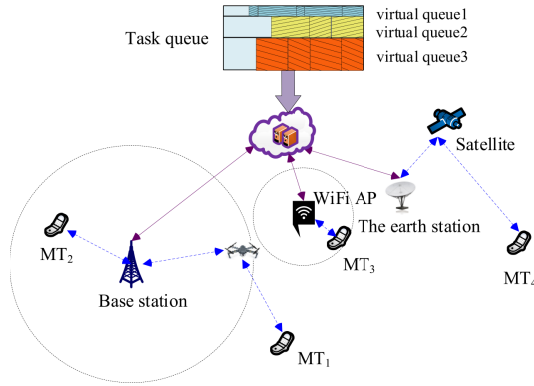 virtual queue1
Task queue
virtual queue2
virtual queue3
Satellite
WiFi AP
The earth station
MT2
MT3
MT4
Base station
MT1